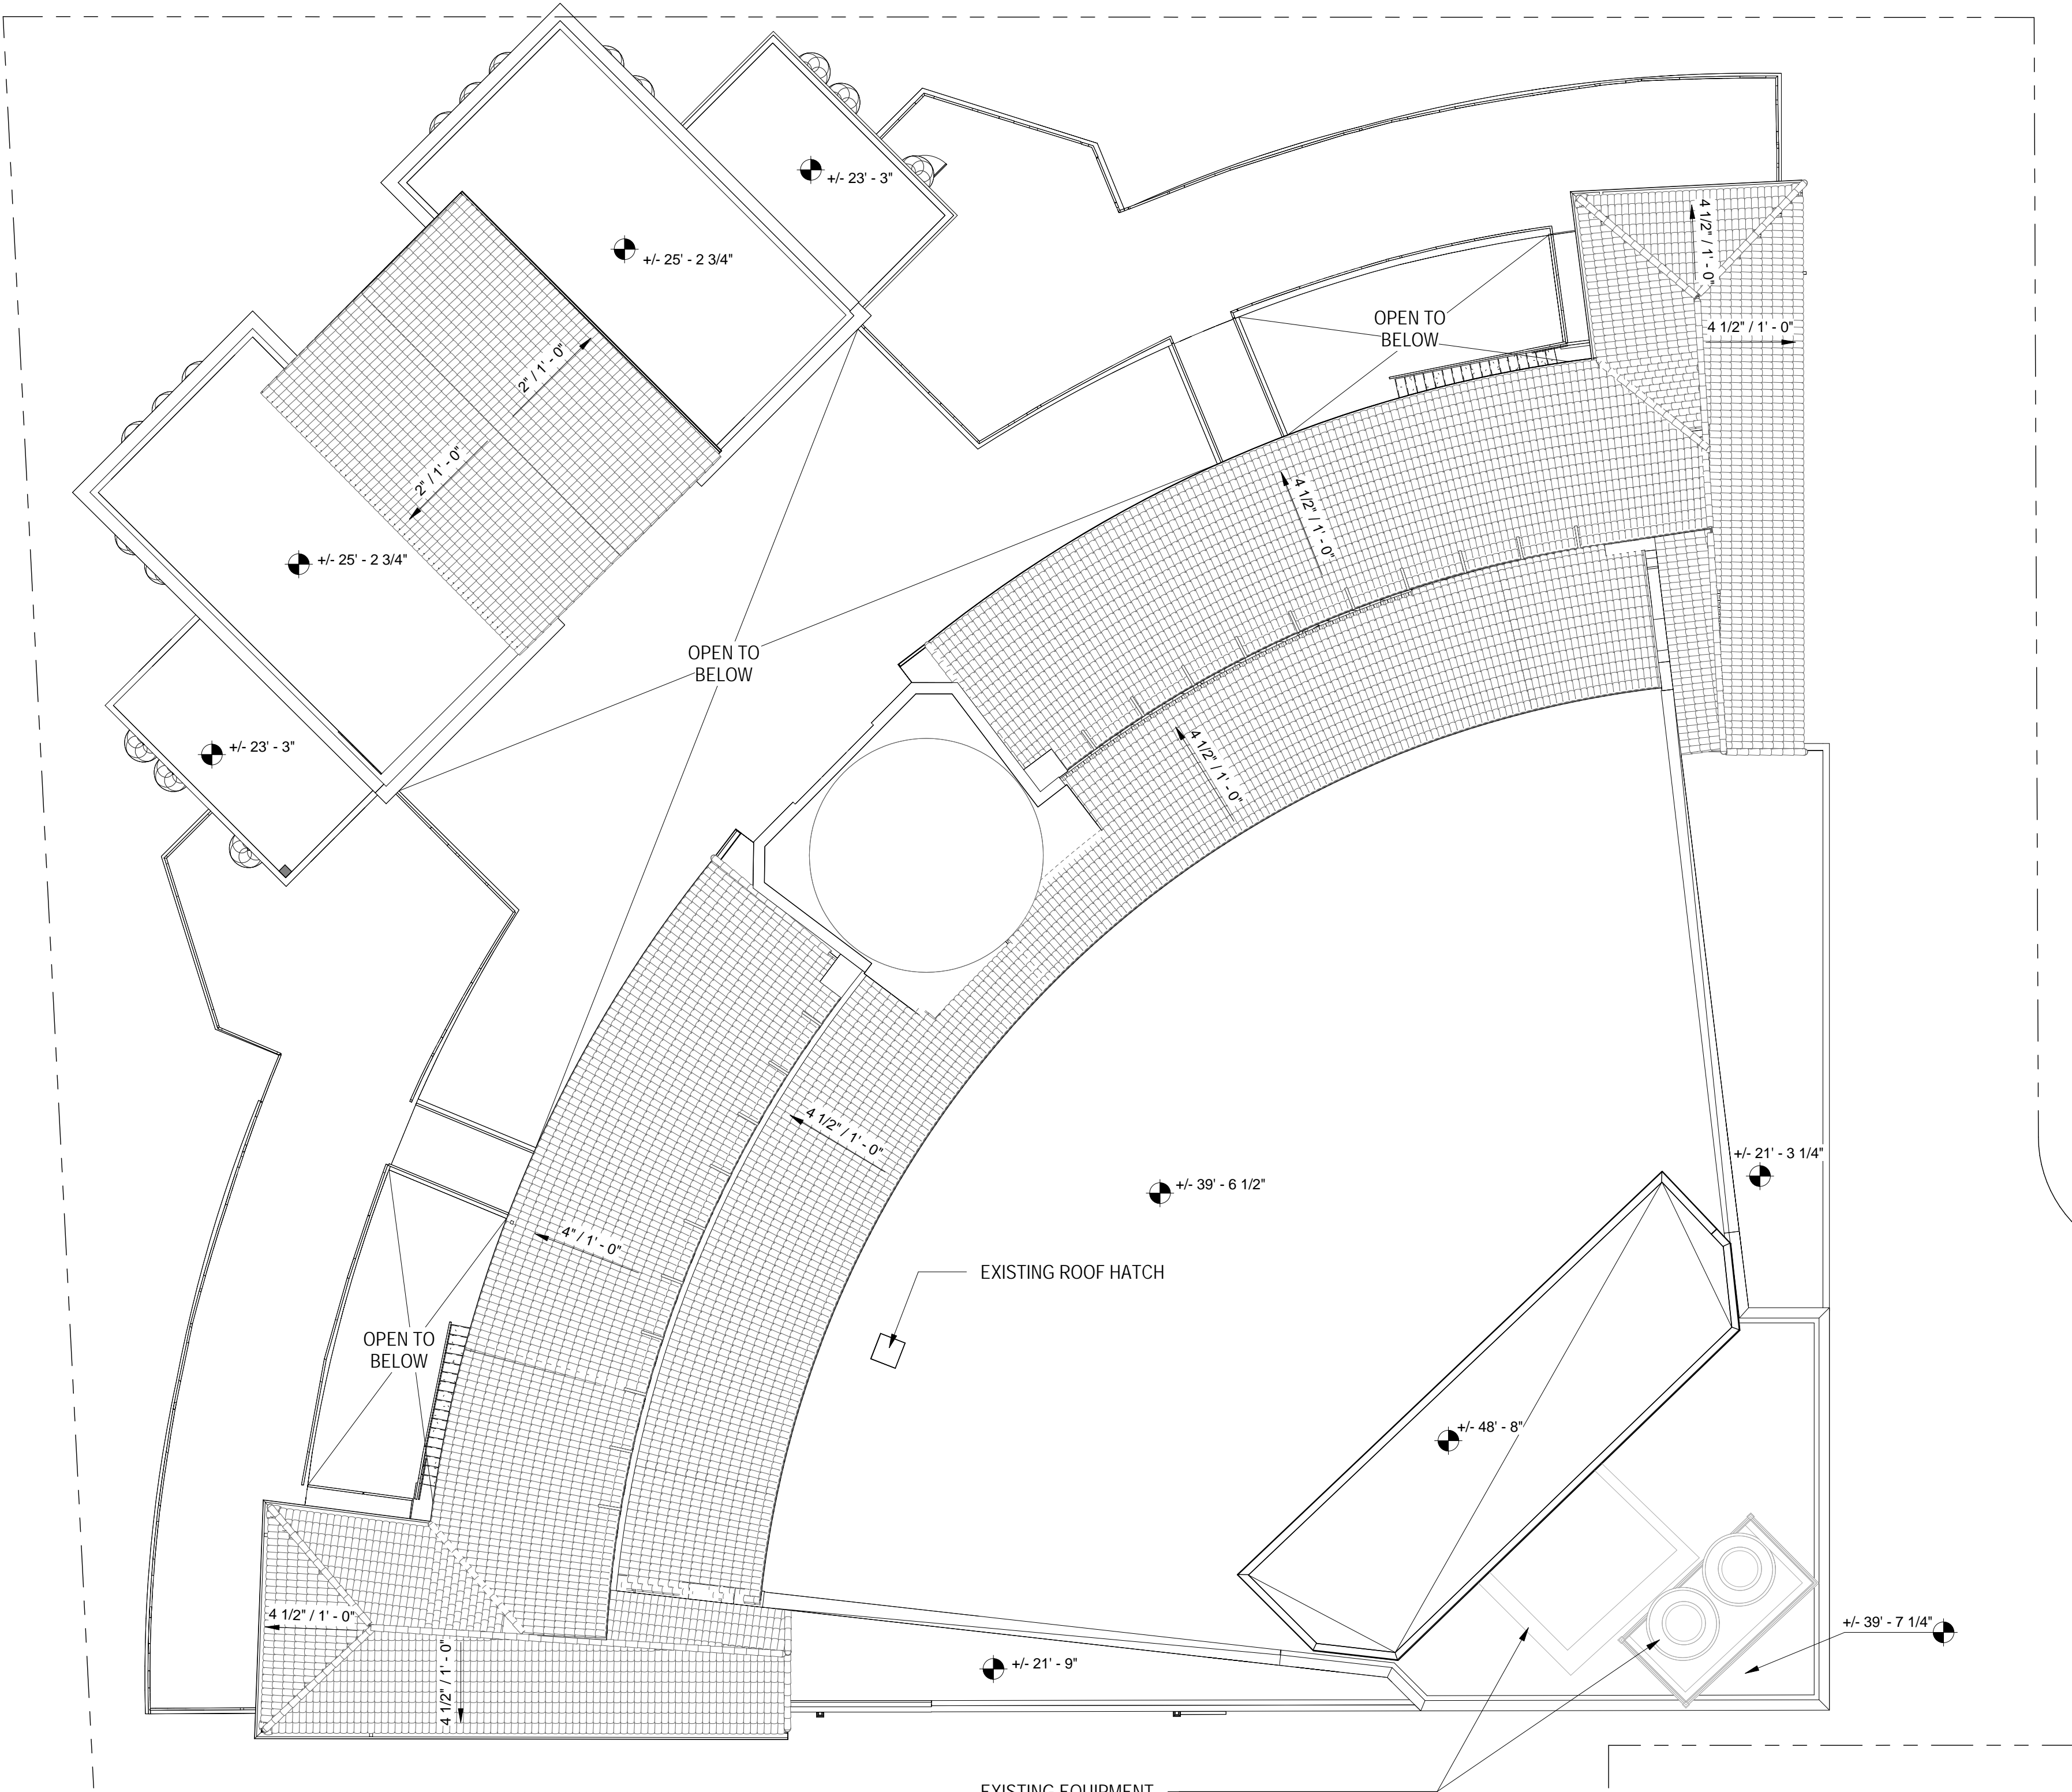 +/- 23' - 3"
+/- 25' - 2 3/4"
4 1/2" / 1' - 0"
OPEN TO
BELOW
4 1/2" / 1' - 0"
2" / 1' - 0"
2" / 1' - 0"
4 1/2" / 1' - 0"
+/- 25' - 2 3/4"
OPEN TO
BELOW
+/- 23' - 3"
4 1/2" / 1' - 0"
4 1/2" / 1' - 0"
+/- 21' - 3 1/4"
+/- 39' - 6 1/2"
4" / 1' - 0"
EXISTING ROOF HATCH
OPEN TO
BELOW
+/- 48' - 8"
4 1/2" / 1' - 0"
+/- 39' - 7 1/4"
4 1/2" / 1' - 0"
+/- 21' - 9"
EXISTING EQUIPMENT